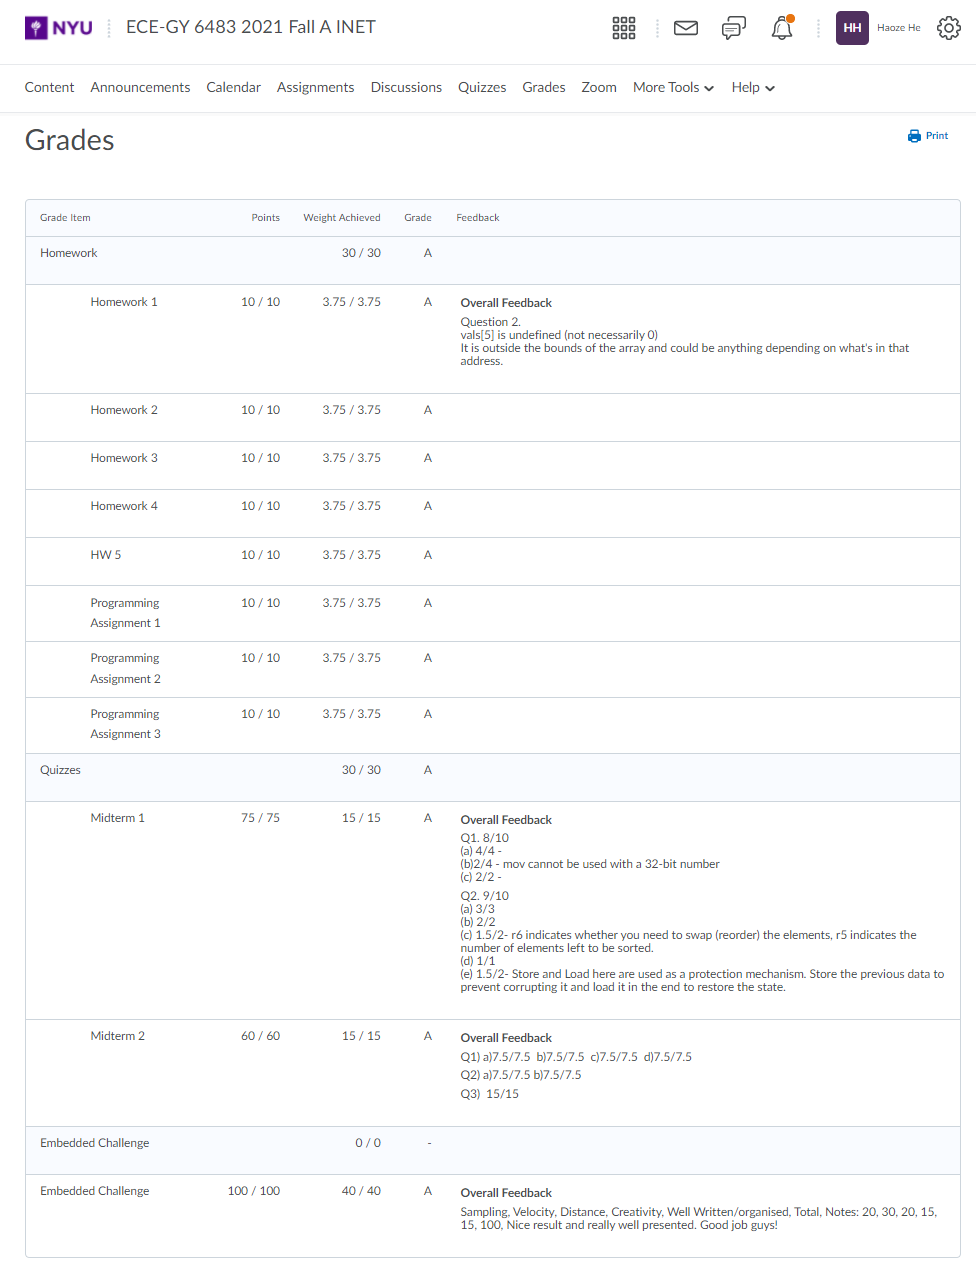 NYU ECE-GY 6483 2021 Fall A INET HH Haoze He
Content Announcements Calendar Assignments Discussions Quizzes Grades Zoom More Tools Help
Grades
Print
Grade Item Points Weight Achieved Grade Feedback
Homework 30 / 30 A
Homework 1 10 / 10 3.75 / 3.75 A Overall Feedback
Question 2.
vals[5] is undefined (not necessarily 0)
It is outside the bounds of the array and could be anything depending on what's in that
address.
Homework 2 10 / 10 3.75 / 3.75 A
Homework 3 10 / 10 3.75 / 3.75 A
Homework 4 10 / 10 3.75 / 3.75 A
HW 5 10 / 10 3.75 / 3.75 A
Programming 10 / 10 3.75 / 3.75 A
Assignment 1
Programming 10 / 10 3.75 / 3.75 A
Assignment 2
Programming 10 / 10 3.75 / 3.75 A
Assignment 3
Quizzes 30 / 30 A
Midterm 1 75 / 75 15 / 15 A Overall Feedback
Q1. 8/10
(a) 4/4 -
(b)2/4 - mov cannot be used with a 32-bit number
(c) 2/2 -
Q2. 9/10
(a) 3/3
(b) 2/2
(c) 1.5/2- r6 indicates whether you need to swap (reorder) the elements, r5 indicates the
number of elements left to be sorted.
(d) 1/1
(e) 1.5/2- Store and Load here are used as a protection mechanism. Store the previous data to
prevent corrupting it and load it in the end to restore the state.
Midterm 2 60 / 60 15 / 15 A Overall Feedback
Q1) a)7.5/7.5 b)7.5/7.5 c)7.5/7.5 d)7.5/7.5
Q2) a)7.5/7.5 b)7.5/7.5
Q3) 15/15
Embedded Challenge 0 / 0 -
Embedded Challenge 100 / 100 40 / 40 A Overall Feedback
Sampling, Velocity, Distance, Creativity, Well Written/organised, Total, Notes: 20, 30, 20, 15,
15, 100, Nice result and really well presented. Good job guys!